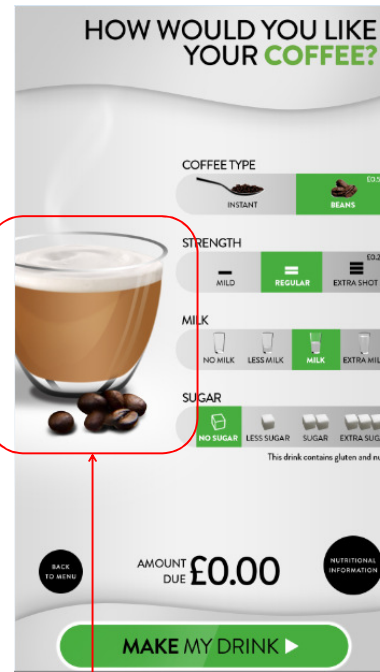 HOW WOULD YOU LIKE
YOUR COFFEE?
COFFEE TYPE
INSTANT
BEANS
STRENGTH
MILD
REGULAR
EXTRA SHOT
MILK
NO MILK
LESS MILK
MILK
SUGAR
NO SUGAR
LESS SUGAR
SUGAR
This drink contains gluten and
BACK
TO MENU
AMOUNT
DUE
£0.00
NUTRITIONAL
INFORMATION
MAKE MY DRINK